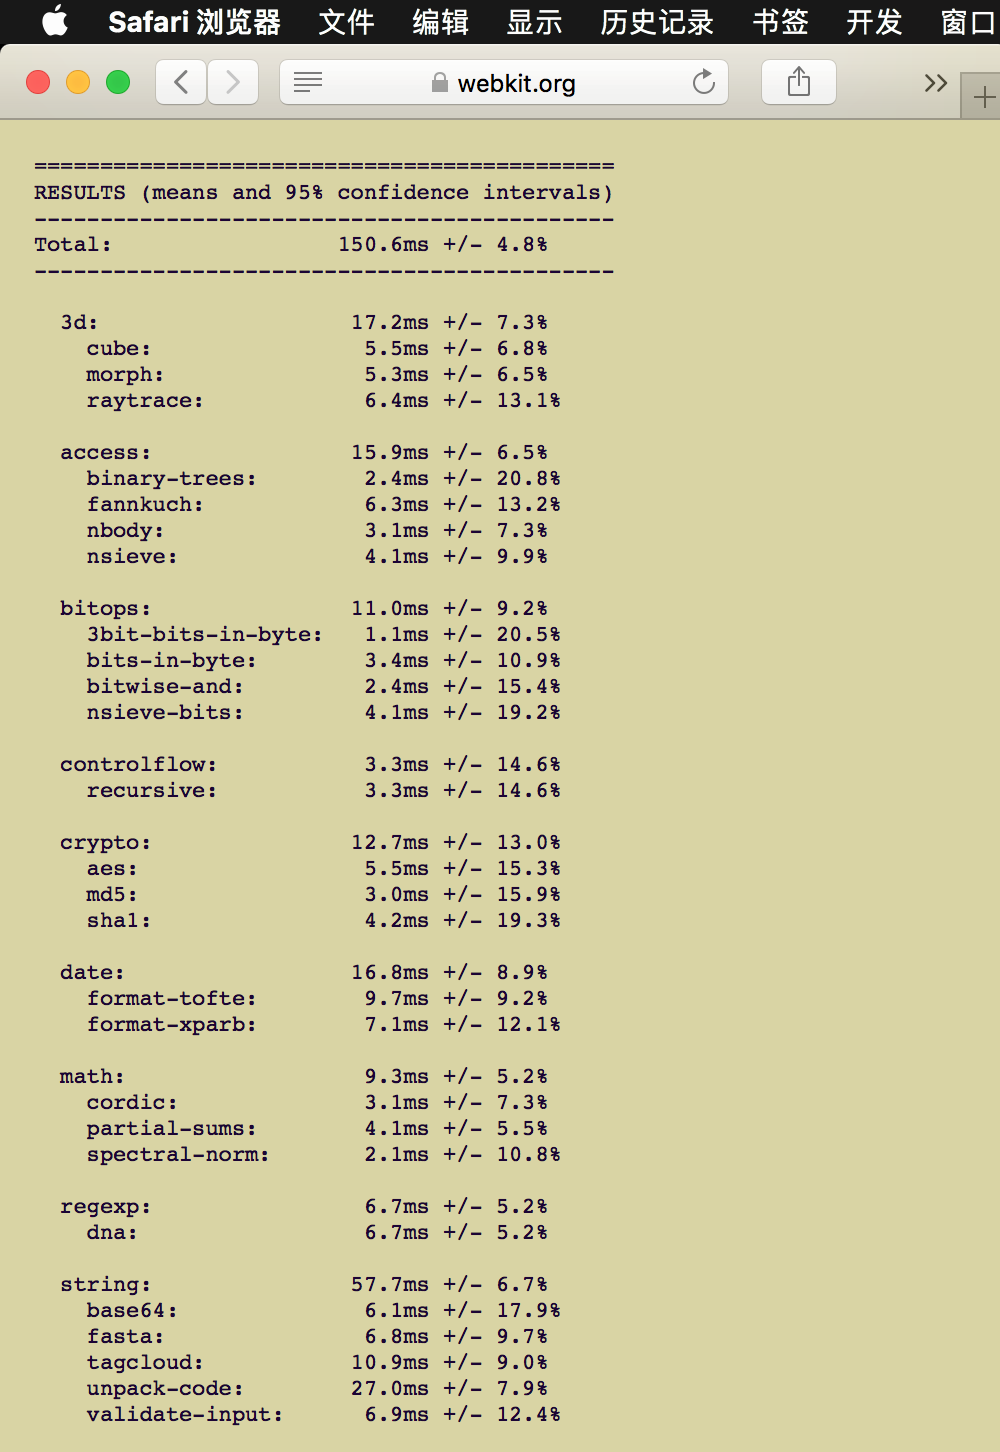 Safari 浏览器 文件 编辑 显示 历史记录 书签 开发 窗口
webkit.org
============================================
RESULTS (means and 95% confidence intervals)
--------------------------------------------
Total:                 150.6ms +/- 4.8%
--------------------------------------------
  3d:                   17.2ms +/- 7.3%
    cube:                5.5ms +/- 6.8%
    morph:               5.3ms +/- 6.5%
    raytrace:            6.4ms +/- 13.1%
  access:               15.9ms +/- 6.5%
    binary-trees:        2.4ms +/- 20.8%
    fannkuch:            6.3ms +/- 13.2%
    nbody:               3.1ms +/- 7.3%
    nsieve:              4.1ms +/- 9.9%
  bitops:               11.0ms +/- 9.2%
    3bit-bits-in-byte:   1.1ms +/- 20.5%
    bits-in-byte:        3.4ms +/- 10.9%
    bitwise-and:         2.4ms +/- 15.4%
    nsieve-bits:         4.1ms +/- 19.2%
  controlflow:           3.3ms +/- 14.6%
    recursive:           3.3ms +/- 14.6%
  crypto:               12.7ms +/- 13.0%
    aes:                 5.5ms +/- 15.3%
    md5:                 3.0ms +/- 15.9%
    sha1:                4.2ms +/- 19.3%
  date:                 16.8ms +/- 8.9%
    format-tofte:        9.7ms +/- 9.2%
    format-xparb:        7.1ms +/- 12.1%
  math:                  9.3ms +/- 5.2%
    cordic:              3.1ms +/- 7.3%
    partial-sums:        4.1ms +/- 5.5%
    spectral-norm:       2.1ms +/- 10.8%
  regexp:                6.7ms +/- 5.2%
    dna:                 6.7ms +/- 5.2%
  string:               57.7ms +/- 6.7%
    base64:              6.1ms +/- 17.9%
    fasta:               6.8ms +/- 9.7%
    tagcloud:           10.9ms +/- 9.0%
    unpack-code:        27.0ms +/- 7.9%
    validate-input:      6.9ms +/- 12.4%